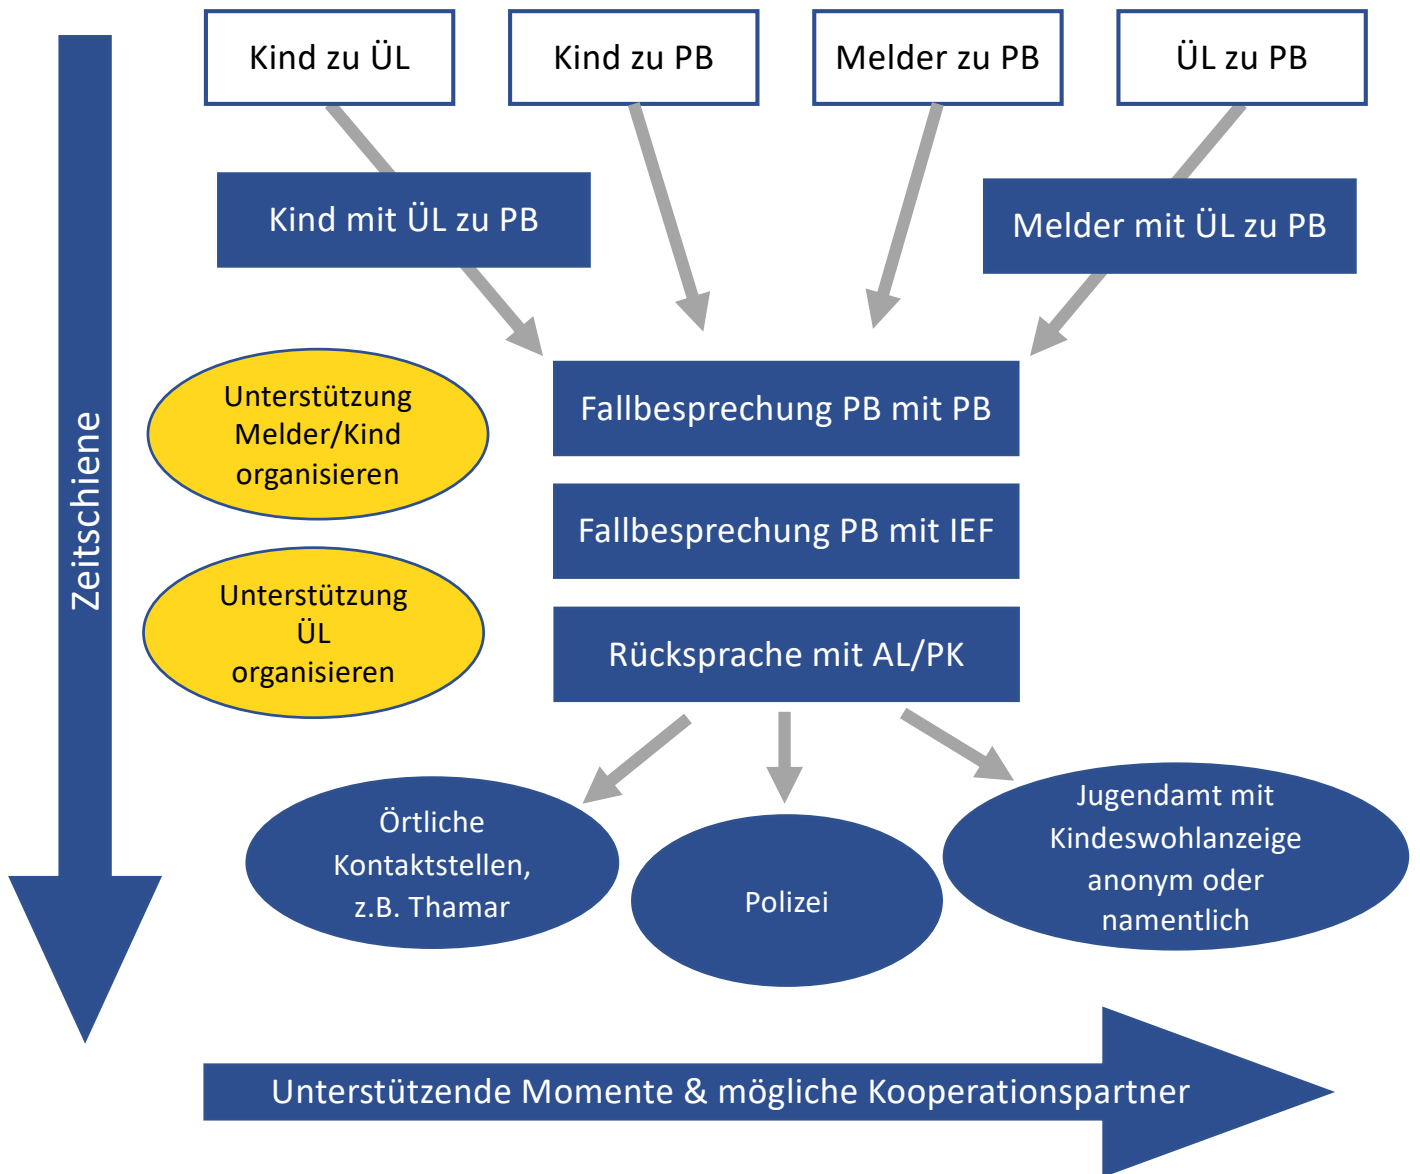 Kind zu ÜL
Kind zu PB
Melder zu PB
ÜL zu PB
Kind mit ÜL zu PB
Melder mit ÜL zu PB
Zeitschiene
Unterstützung
Melder/Kind
organisieren
Fallbesprechung PB mit PB
Fallbesprechung PB mit IEF
Unterstützung
ÜL
organisieren
Rücksprache mit AL/PK
Örtliche
Kontaktstellen,
z.B. Thamar
Polizei
Jugendamt mit
Kindeswohlanzeige
anonym oder
namentlich
Unterstützende Momente & mögliche Kooperationspartner